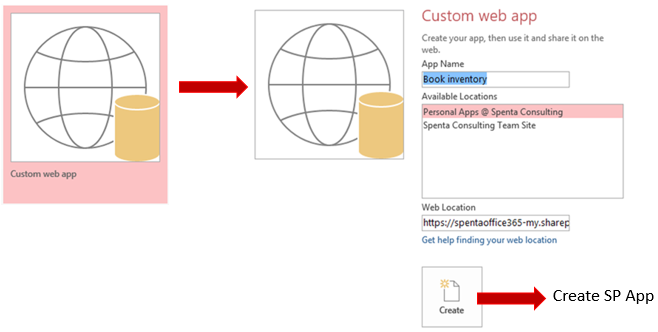 Custom web app
Custom web app
Create your app, then use it and share it on the
web.
App Name
Book inventory
Available Locations
Personal Apps @ Spenta Consulting
Spenta Consulting Team Site
Web Location
https://spentaoffice365-my.sharep
Get help finding your web location
Create
Create SP App